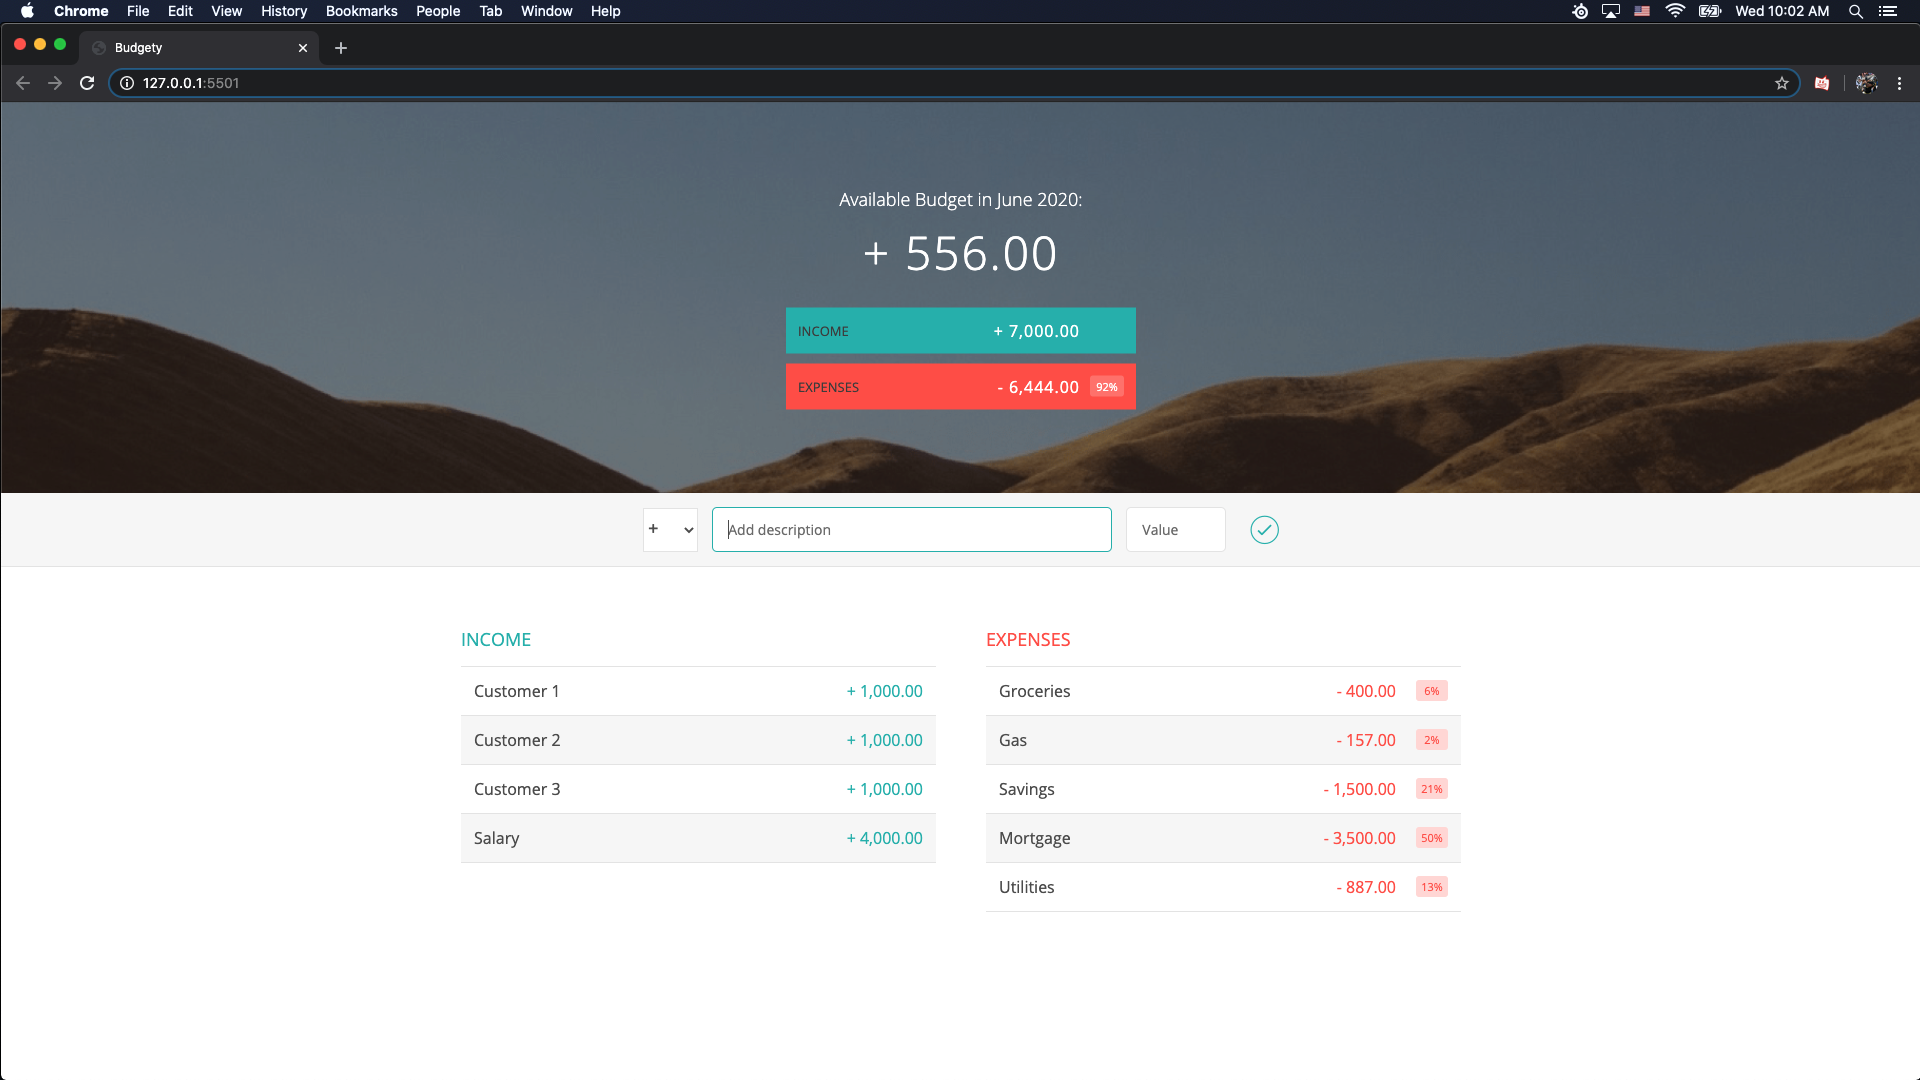 Chrome File Edit View History Bookmarks People Tab Window Help Wed 10:02 AM
Budgety
127.0.0.1:5501
Available Budget in June 2020:
+ 556.00
INCOME + 7,000.00
EXPENSES - 6,444.00 92%
+ Add description Value
INCOME
Customer 1 + 1,000.00
Customer 2 + 1,000.00
Customer 3 + 1,000.00
Salary + 4,000.00
EXPENSES
Groceries - 400.00 6%
Gas - 157.00 2%
Savings - 1,500.00 21%
Mortgage - 3,500.00 50%
Utilities - 887.00 13%